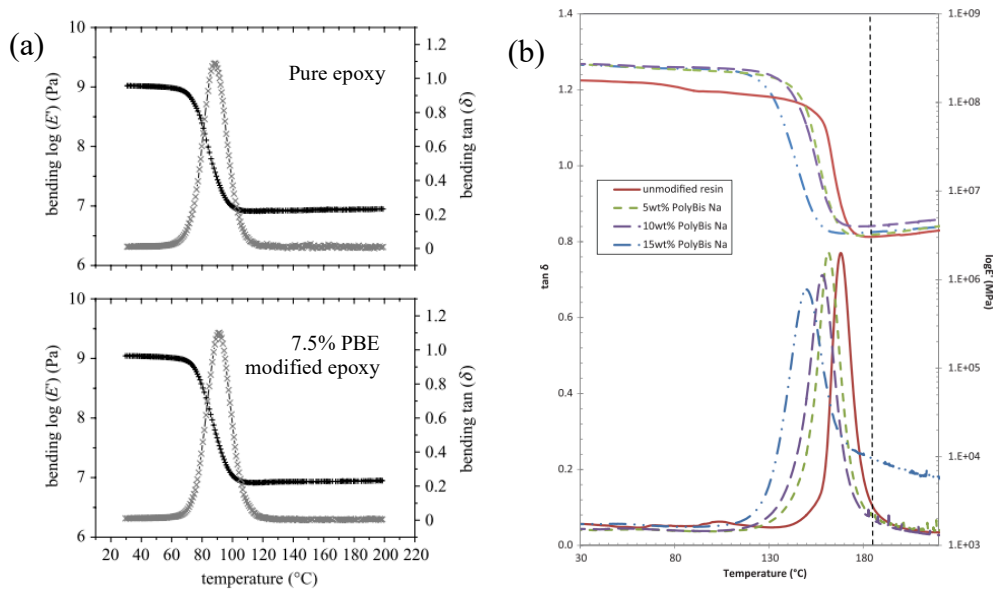 (a)
10
9
8
7
6
bending log (E') (Pa)
Pure epoxy
1.2
1.0
0.8
0.6
0.4
0.2
0
bending tan (δ)
10
9
8
7
6
bending log (E') (Pa)
7.5% PBE
modified epoxy
1.2
1.0
0.8
0.6
0.4
0.2
0
bending tan (δ)
20 40 60 80 100 120 140 160 180 200 220
temperature (°C)
(b)
1.4
1.2
1.0
0.8
0.6
0.4
0.2
0.0
tan δ
unmodified resin
5wt% PolyBis Na
10wt% PolyBis Na
15wt% PolyBis Na
1.E+09
1.E+08
1.E+07
1.E+06
1.E+05
1.E+04
1.E+03
logE' (MPa)
30 80 130 180
Temperature (°C)